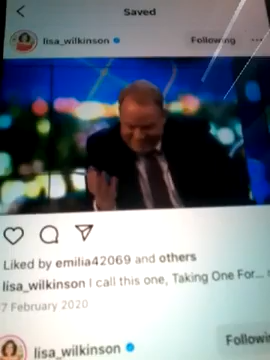 Saved
lisa_wilkinson
Following
Liked by emilia42069 and others
lisa_wilkinson I call this one, Taking One For...
7 February 2020
lisa_wilkinson